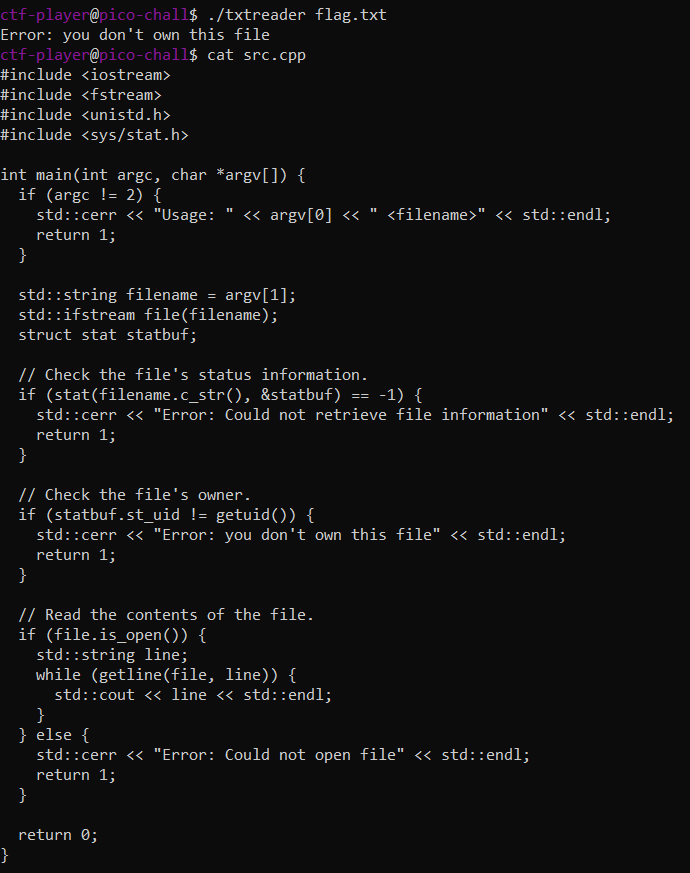 ctf-player@pico-chall$ ./txtreader flag.txt
Error: you don't own this file
ctf-player@pico-chall$ cat src.cpp
#include <iostream>
#include <fstream>
#include <unistd.h>
#include <sys/stat.h>

int main(int argc, char *argv[]) {
  if (argc != 2) {
    std::cerr << "Usage: " << argv[0] << " <filename>" << std::endl;
    return 1;
  }

  std::string filename = argv[1];
  std::ifstream file(filename);
  struct stat statbuf;

  // Check the file's status information.
  if (stat(filename.c_str(), &statbuf) == -1) {
    std::cerr << "Error: Could not retrieve file information" << std::endl;
    return 1;
  }

  // Check the file's owner.
  if (statbuf.st_uid != getuid()) {
    std::cerr << "Error: you don't own this file" << std::endl;
    return 1;
  }

  // Read the contents of the file.
  if (file.is_open()) {
    std::string line;
    while (getline(file, line)) {
      std::cout << line << std::endl;
    }
  } else {
    std::cerr << "Error: Could not open file" << std::endl;
    return 1;
  }

  return 0;
}